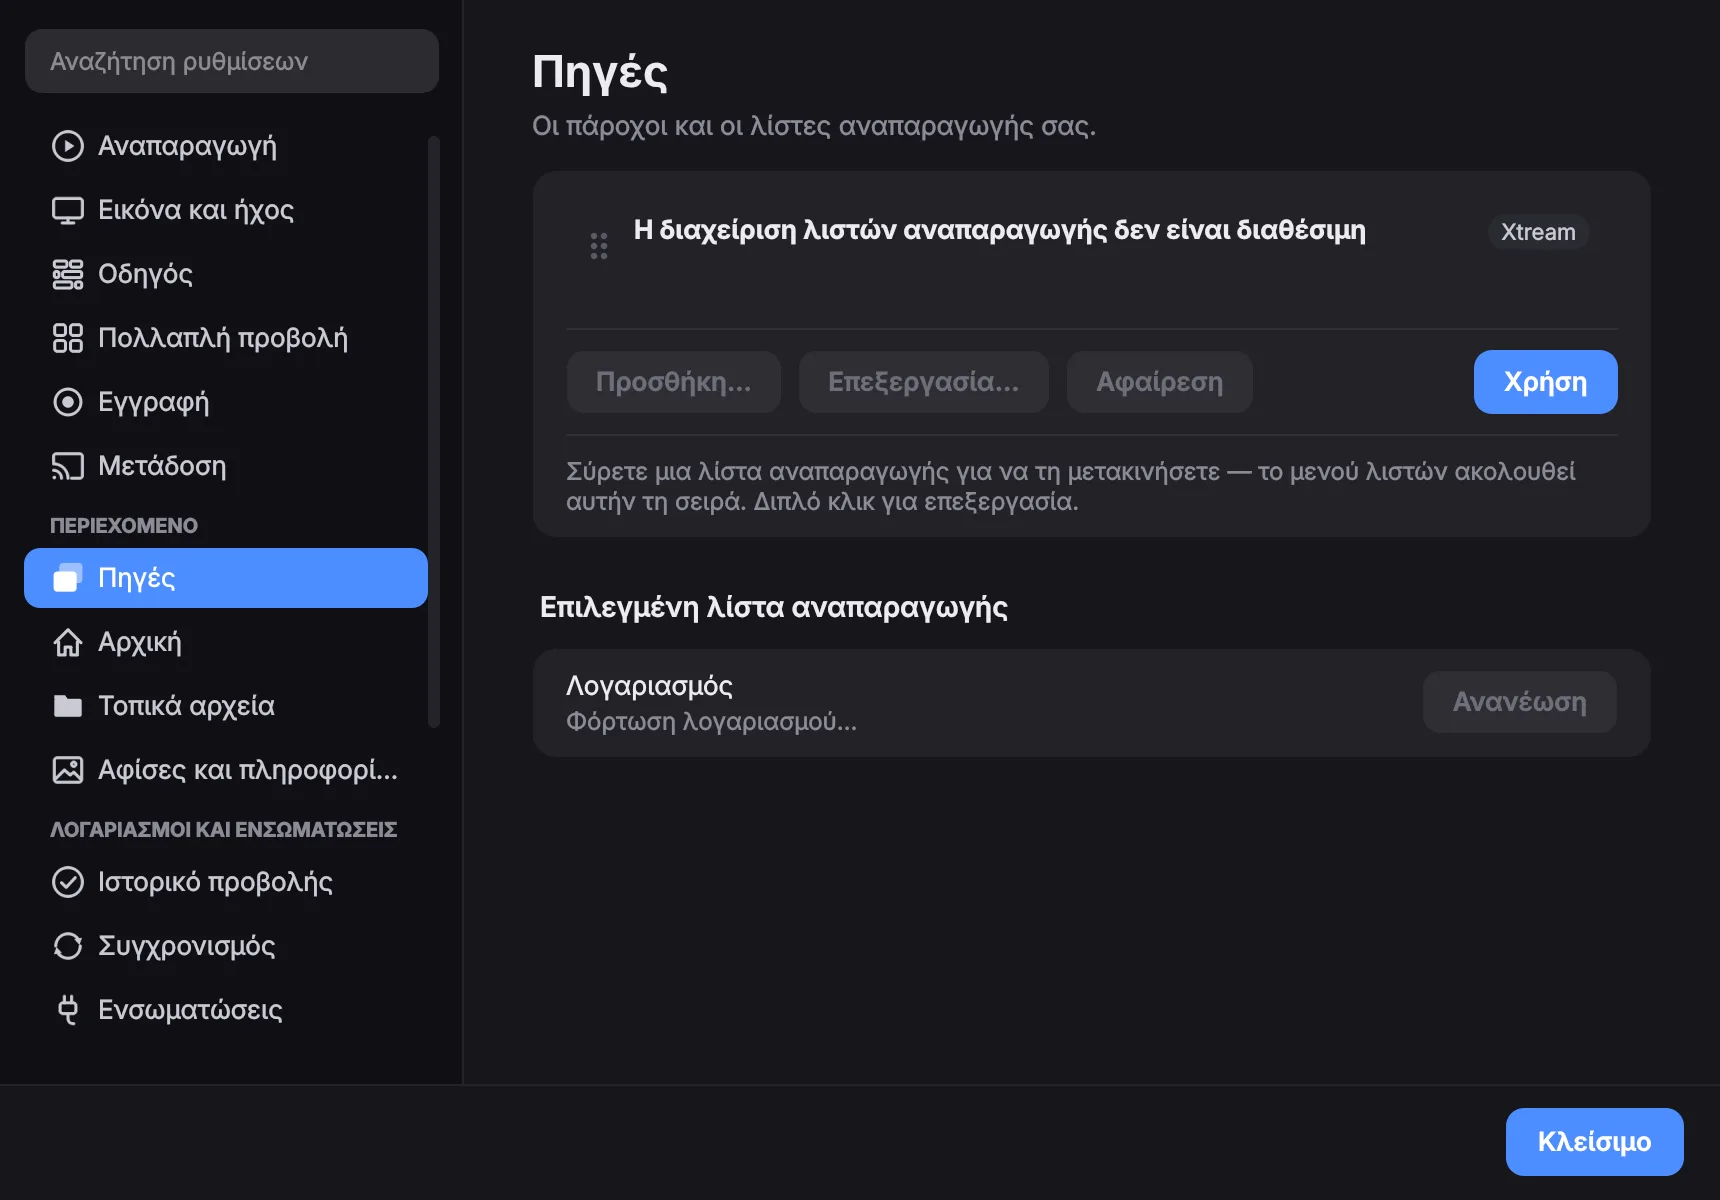 Αναζήτηση ρυθμίσεων
Αναπαραγωγή
Εικόνα και ήχος
Οδηγός
Πολλαπλή προβολή
Εγγραφή
Μετάδοση
ΠΕΡΙΕΧΟΜΕΝΟ
Πηγές
Αρχική
Τοπικά αρχεία
Αφίσες και πληροφορί...
ΛΟΓΑΡΙΑΣΜΟΙ ΚΑΙ ΕΝΣΩΜΑΤΩΣΕΙΣ
Ιστορικό προβολής
Συγχρονισμός
Ενσωματώσεις
Πηγές
Οι πάροχοι και οι λίστες αναπαραγωγής σας.
Η διαχείριση λιστών αναπαραγωγής δεν είναι διαθέσιμη
Xtream
Προσθήκη...
Επεξεργασία...
Αφαίρεση
Χρήση
Σύρετε μια λίστα αναπαραγωγής για να τη μετακινήσετε — το μενού λιστών ακολουθεί
αυτήν τη σειρά. Διπλό κλικ για επεξεργασία.
Επιλεγμένη λίστα αναπαραγωγής
Λογαριασμός
Φόρτωση λογαριασμού...
Ανανέωση
Κλείσιμο